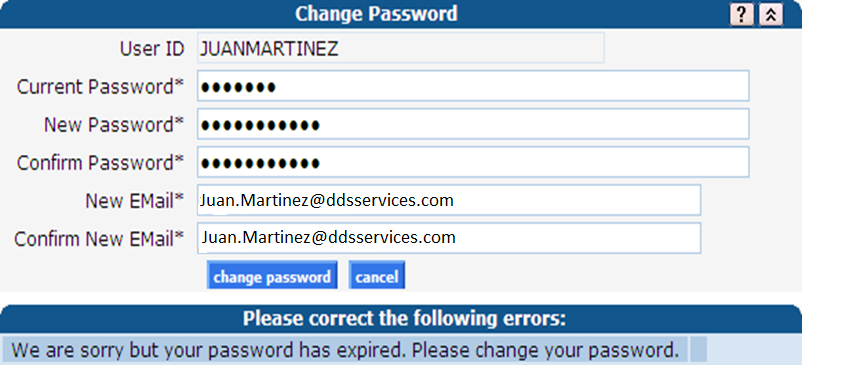 Change Password ?
User ID JUANMARTINEZ
Current Password* •••••••
New Password* •••••••••••
Confirm Password* •••••••••••
New EMail* Juan.Martinez@ddsservices.com
Confirm New EMail* Juan.Martinez@ddsservices.com
change password cancel
Please correct the following errors:
We are sorry but your password has expired. Please change your password.